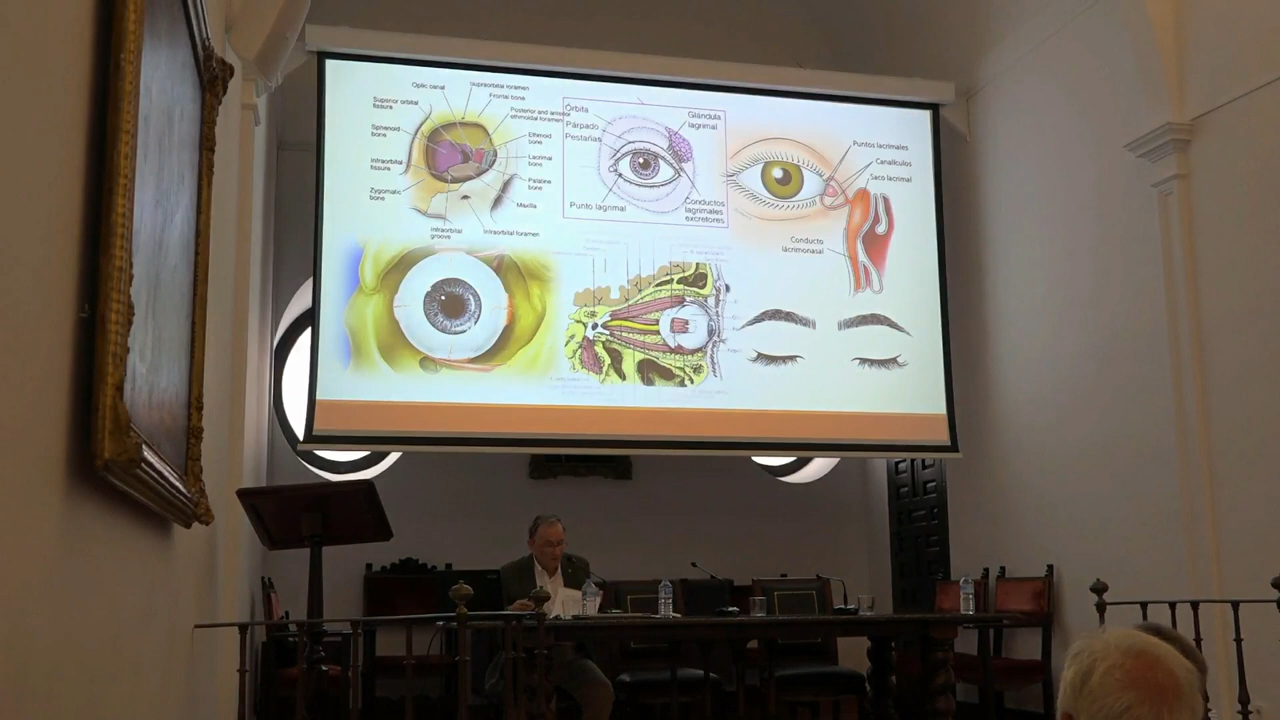 Optic canal
Supraorbital foramen
Frontal bone
Superior orbital
fissure
Posterior and anterior
ethmoidal foramen
Sphenoid
bone
Ethmoid
bone
Lacrimal
bone
Infraorbital
fissure
Palatine
bone
Zygomatic
bone
Maxilla
Infraorbital
groove
Infraorbital foramen
Órbita
Párpado
Pestañas
Glándula
lagrimal
Punto lagrimal
Conductos
lagrimales
excretores
Puntos lacrimales
Canalículos
Saco lacrimal
Conducto
lácrimonasal